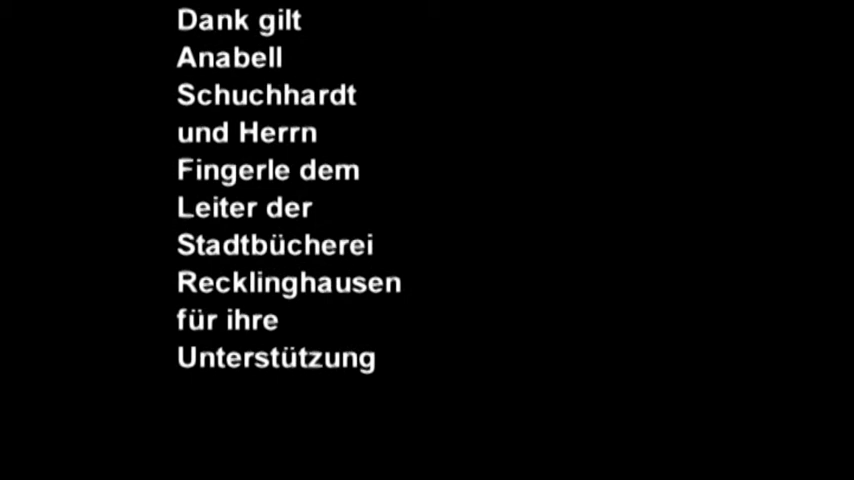 Dank gilt
Anabell
Schuchhardt
und Herrn
Fingerle dem
Leiter der
Stadtbücherei
Recklinghausen
für ihre
Unterstützung